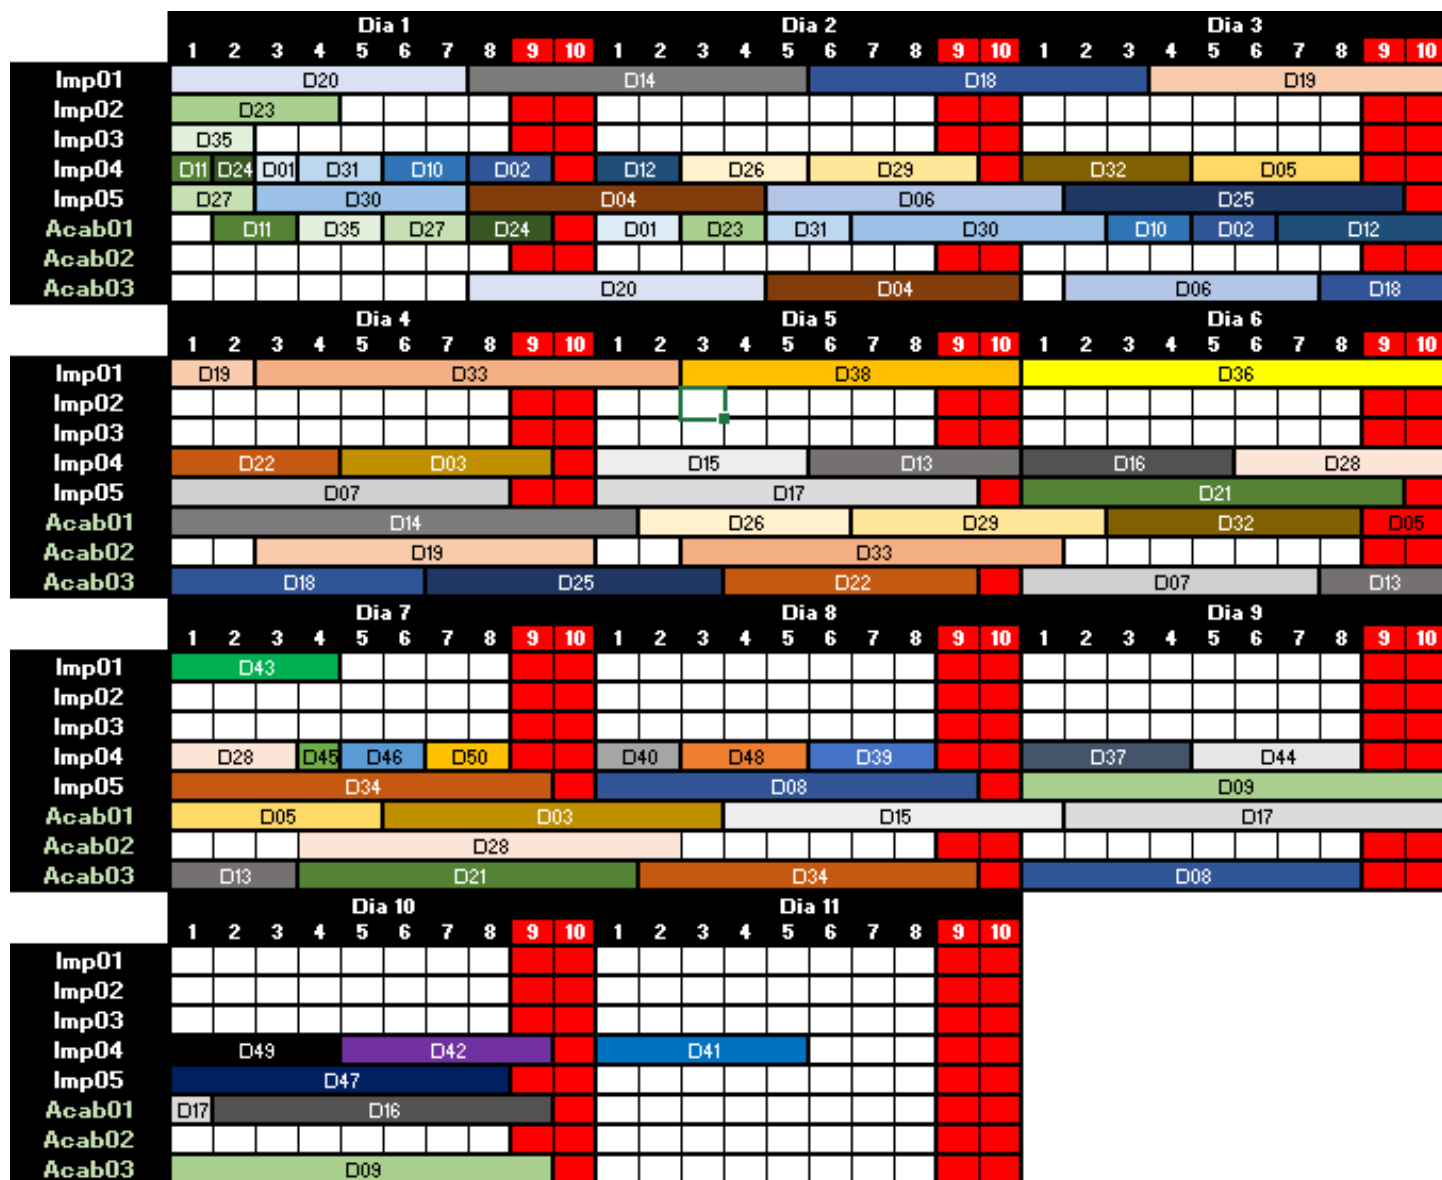 Dia 1 Dia 2 Dia 3
1 2 3 4 5 6 7 8 9 10 1 2 3 4 5 6 7 8 9 10 1 2 3 4 5 6 7 8 9 10
Imp01 D20 D14 D18 D19
Imp02 D23
Imp03 D35
Imp04 D11 D24 D01 D31 D10 D02 D12 D26 D29 D32 D05
Imp05 D27 D30 D04 D06 D25
Acab01 D11 D35 D27 D24 D01 D23 D31 D30 D10 D02 D12
Acab02
Acab03 D20 D04 D06 D18
Dia 4 Dia 5 Dia 6
1 2 3 4 5 6 7 8 9 10 1 2 3 4 5 6 7 8 9 10 1 2 3 4 5 6 7 8 9 10
Imp01 D19 D33 D38 D36
Imp02
Imp03
Imp04 D22 D03 D15 D13 D16 D28
Imp05 D07 D17 D21
Acab01 D14 D26 D29 D32 D05
Acab02 D19 D33
Acab03 D18 D25 D22 D07 D13
Dia 7 Dia 8 Dia 9
1 2 3 4 5 6 7 8 9 10 1 2 3 4 5 6 7 8 9 10 1 2 3 4 5 6 7 8 9 10
Imp01 D43
Imp02
Imp03
Imp04 D28 D45 D46 D50 D40 D48 D39 D37 D44
Imp05 D34 D08 D09
Acab01 D05 D03 D15 D17
Acab02 D28
Acab03 D13 D21 D34 D08
Dia 10 Dia 11
1 2 3 4 5 6 7 8 9 10 1 2 3 4 5 6 7 8 9 10
Imp01
Imp02
Imp03
Imp04 D49 D42 D41
Imp05 D47
Acab01 D17 D16
Acab02
Acab03 D09